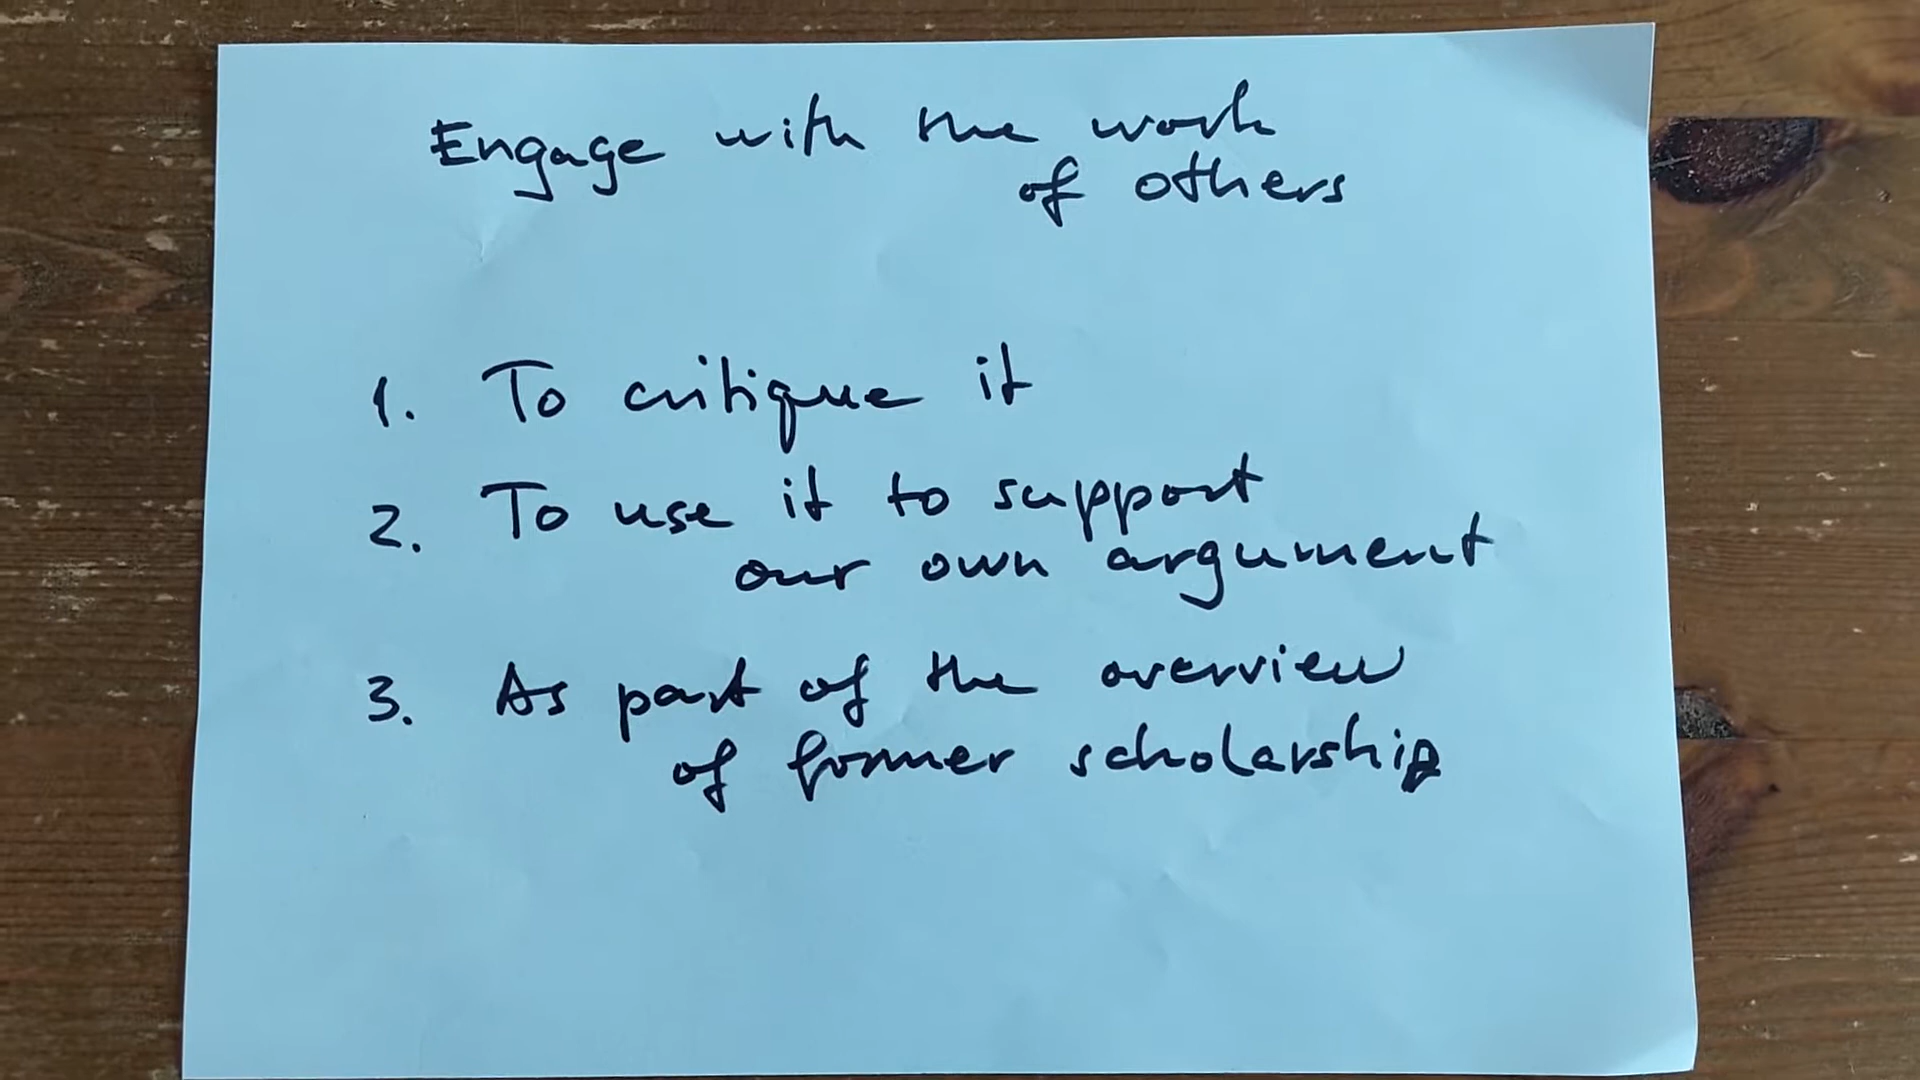 Engage with the work
of others
1. To critique it
2. To use it to support
our own argument
3. As part of the overview
of former scholarship